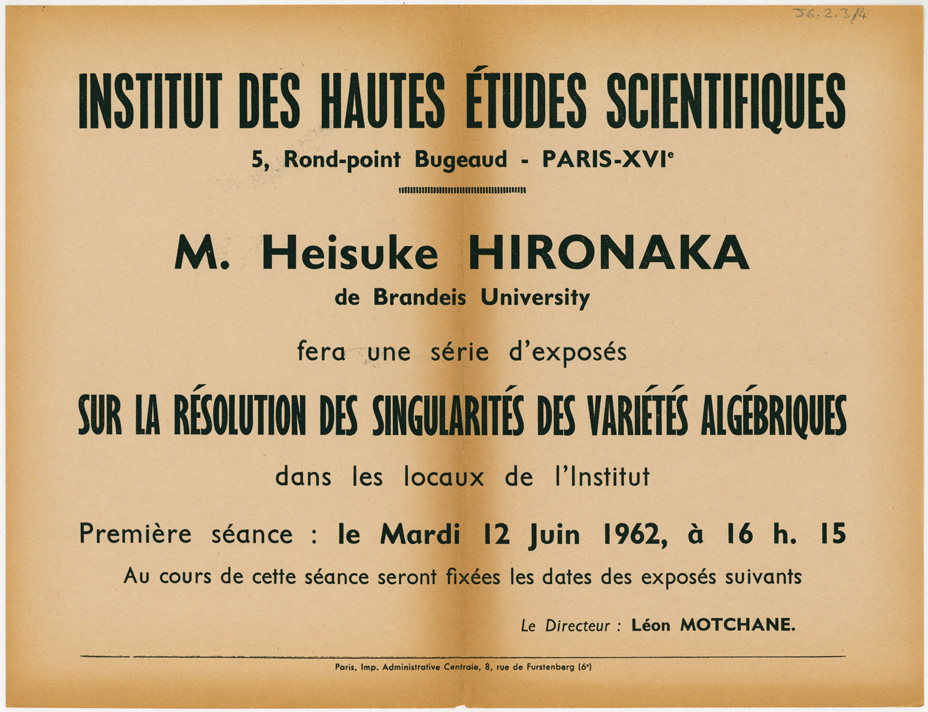 J6.2.3/4
INSTITUT DES HAUTES ÉTUDES SCIENTIFIQUES
5, Rond-point Bugeaud - PARIS-XVIe
M. Heisuke HIRONAKA
de Brandeis University
fera une série d'exposés
SUR LA RÉSOLUTION DES SINGULARITÉS DES VARIÉTÉS ALGÉBRIQUES
dans les locaux de l'Institut
Première séance : le Mardi 12 Juin 1962, à 16 h. 15
Au cours de cette séance seront fixées les dates des exposés suivants
Le Directeur : Léon MOTCHANE.
Paris, Imp. Administrative Centrale, 8, rue de Furstenberg (6e)